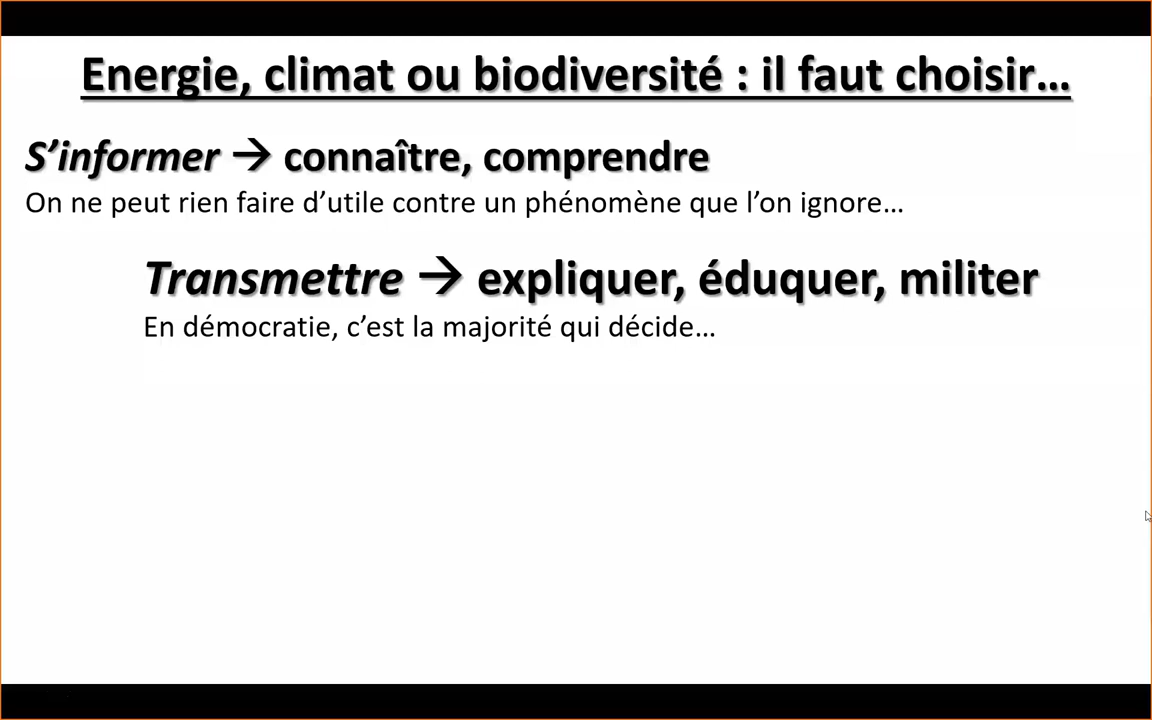 Energie, climat ou biodiversité : il faut choisir…
S’informer → connaître, comprendre
On ne peut rien faire d’utile contre un phénomène que l’on ignore…
Transmettre → expliquer, éduquer, militer
En démocratie, c’est la majorité qui décide…